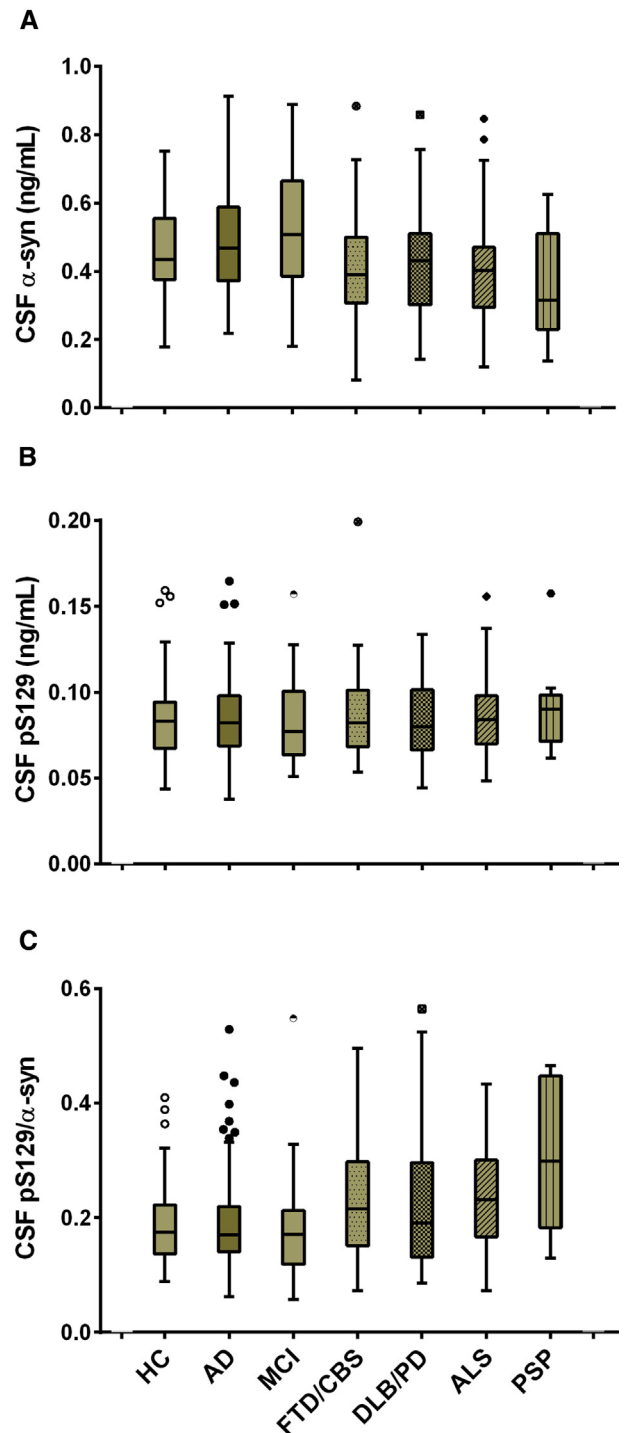 A
CSF α-syn (ng/mL)
1.0
0.8
0.6
0.4
0.2
0.0
B
CSF pS129 (ng/mL)
0.20
0.15
0.10
0.05
0.00
C
CSF pS129/α-syn
0.6
0.4
0.2
0.0
HC
AD
MCI
FTD/CBS
DLB/PD
ALS
PSP